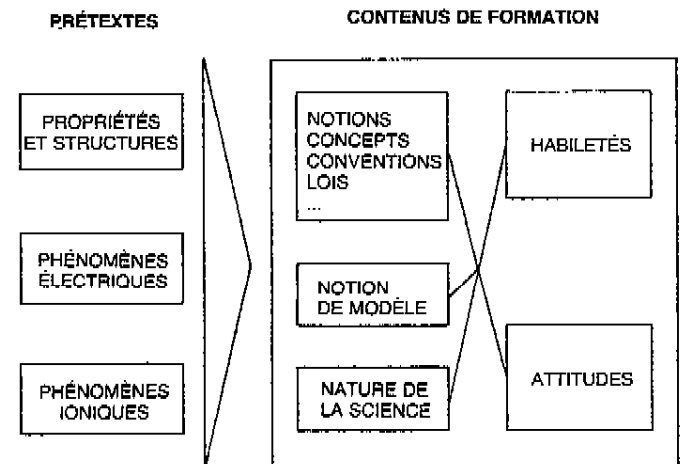 PRÉTEXTES
PROPRIÉTÉS
ET STRUCTURES
PHÉNOMÈNES
ÉLECTRIQUES
PHÉNOMÈNES
IONIQUES
CONTENUS DE FORMATION
NOTIONS
CONCEPTS
CONVENTIONS
LOIS
...
NOTION
DE MODÈLE
NATURE DE
LA SCIENCE
HABILETÉS
ATTITUDES